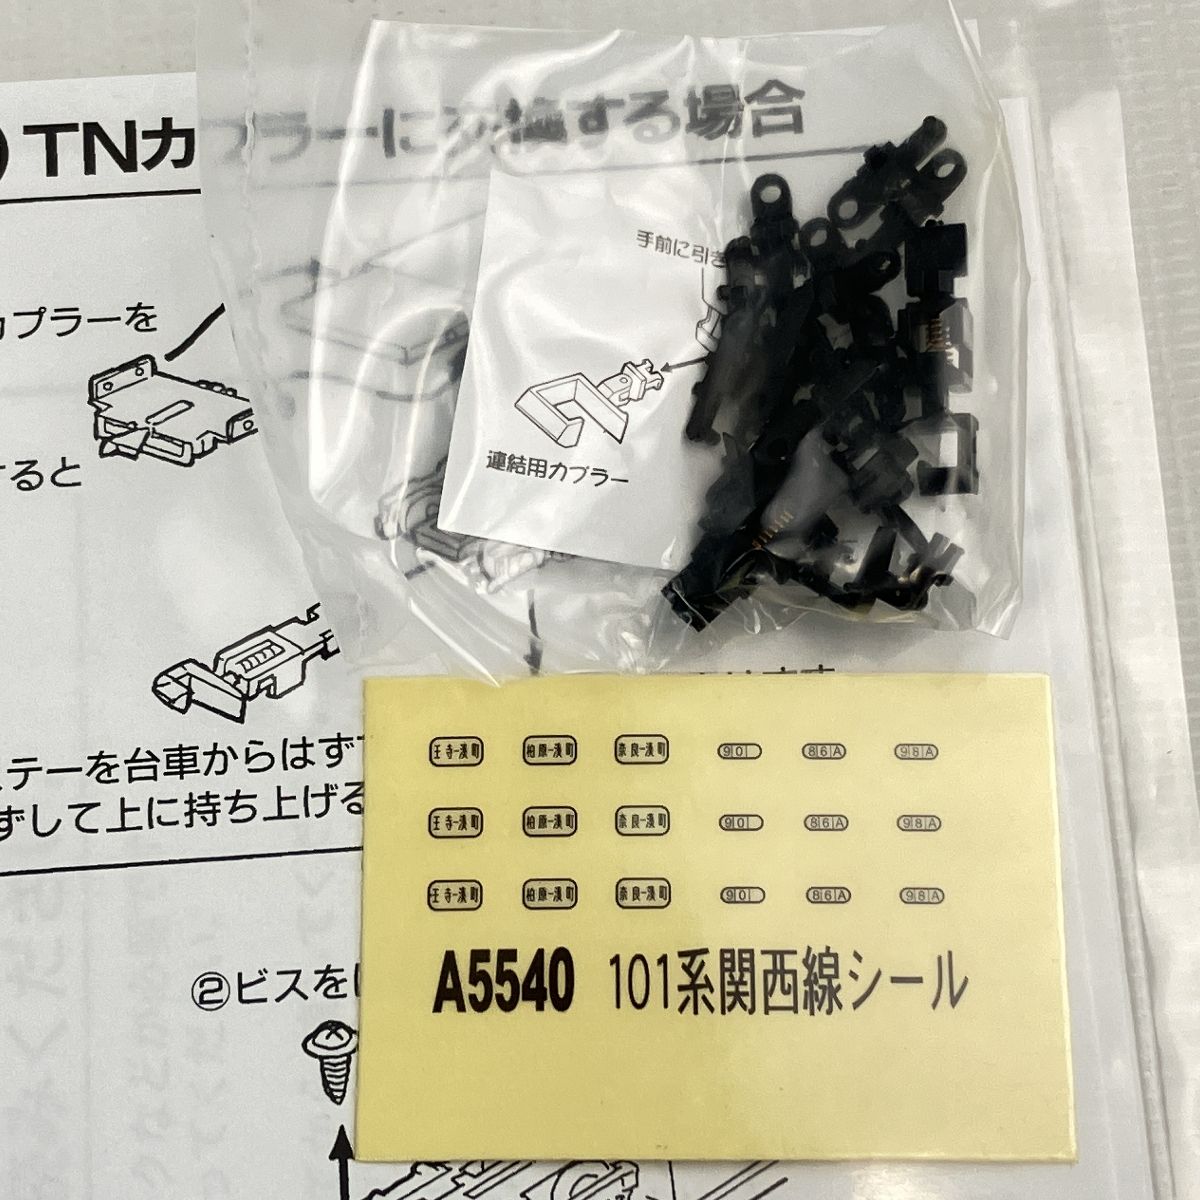 TNカプラーに交換する場合
手前に引き
カプラーを
連結用カプラー
すると
テーを台車からはず
ずして上に持ち上げる
王寺－湊町 柏原－湊町 奈良－湊町 90 86A 98A
王寺－湊町 柏原－湊町 奈良－湊町 90 86A 98A
王寺－湊町 柏原－湊町 奈良－湊町 90 86A 98A
A5540 101系関西線シール
②ビスをは